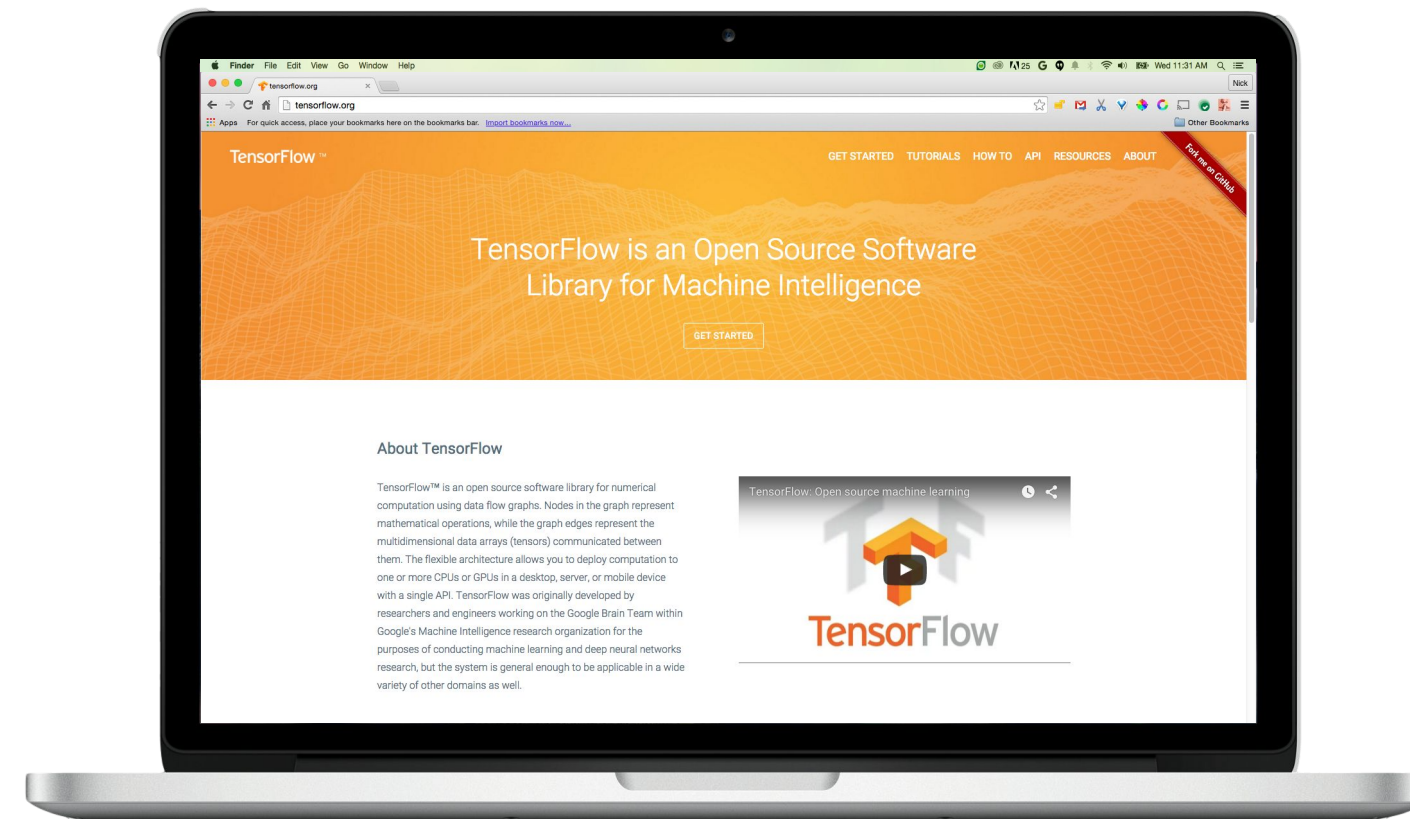 Finder File Edit View Go Window Help 25 Wed 11:31 AM
tensorflow.org Nick
tensorflow.org
Apps For quick access, place your bookmarks here on the bookmarks bar. Import bookmarks now... Other Bookmarks
TensorFlow ™ GET STARTED TUTORIALS HOW TO API RESOURCES ABOUT Fork me on GitHub
TensorFlow is an Open Source Software
Library for Machine Intelligence
GET STARTED
About TensorFlow
TensorFlow™ is an open source software library for numerical
computation using data flow graphs. Nodes in the graph represent
mathematical operations, while the graph edges represent the
multidimensional data arrays (tensors) communicated between
them. The flexible architecture allows you to deploy computation to
one or more CPUs or GPUs in a desktop, server, or mobile device
with a single API. TensorFlow was originally developed by
researchers and engineers working on the Google Brain Team within
Google's Machine Intelligence research organization for the
purposes of conducting machine learning and deep neural networks
research, but the system is general enough to be applicable in a wide
variety of other domains as well.
TensorFlow: Open source machine learning
TensorFlow